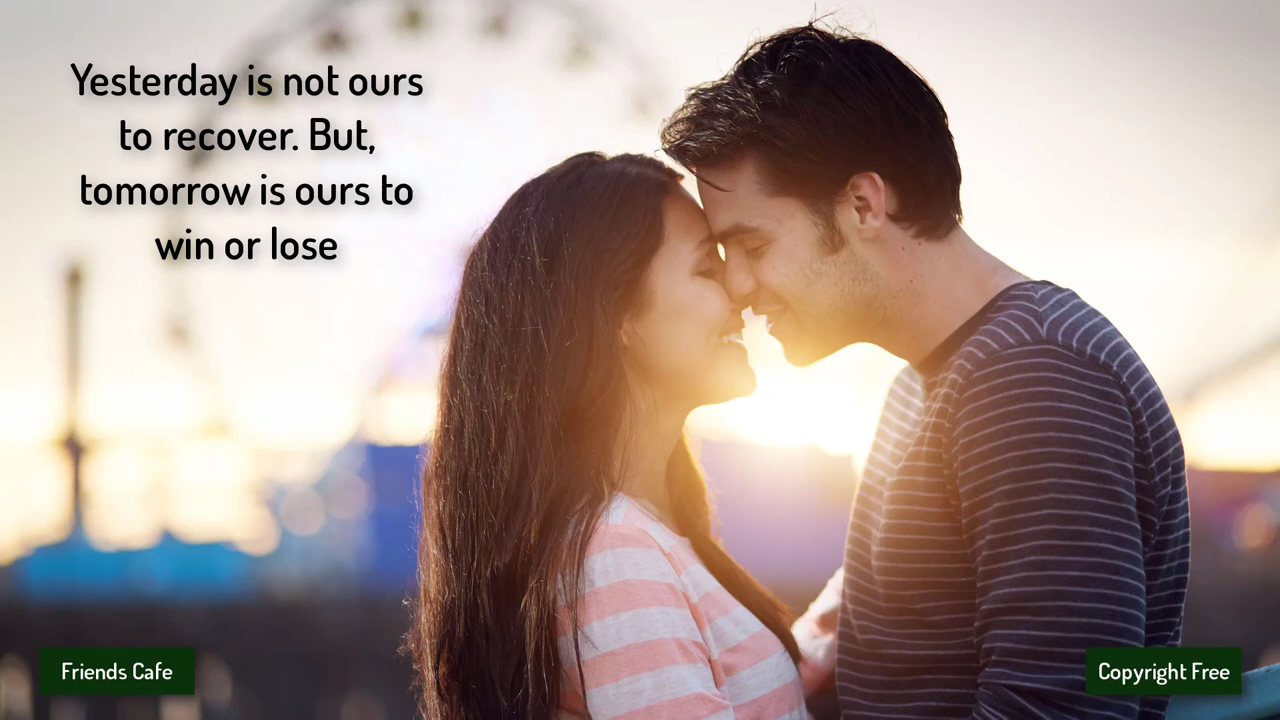 Yesterday is not ours
to recover. But,
tomorrow is ours to
win or lose
Friends Cafe
Copyright Free